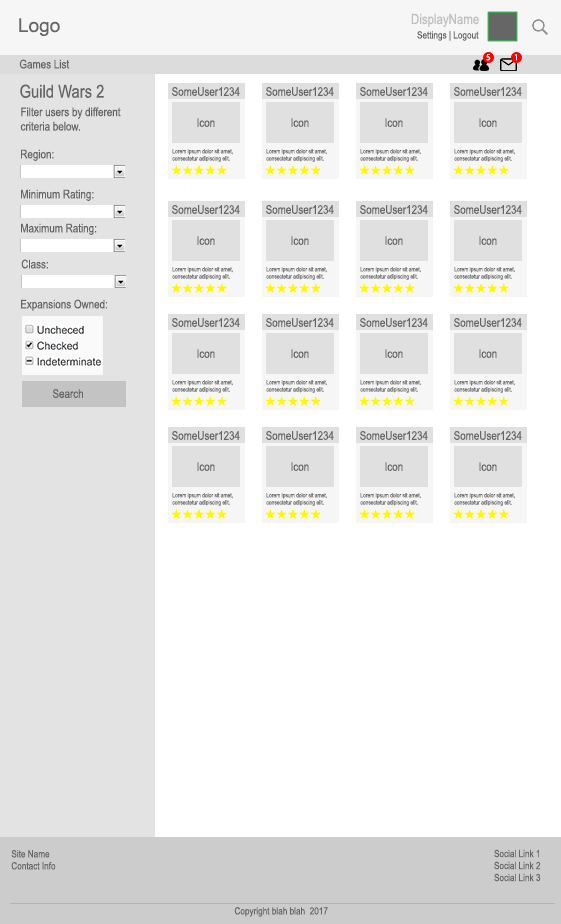 Logo
DisplayName
Settings | Logout
Games List
5
1
Guild Wars 2
Filter users by different
criteria below.
Region:
Minimum Rating:
Maximum Rating:
Class:
Expansions Owned:
Uncheced
Checked
Indeterminate
Search
SomeUser1234 SomeUser1234 SomeUser1234 SomeUser1234
Icon Icon Icon Icon
Lorem ipsum dolor sit amet, Lorem ipsum dolor sit amet, Lorem ipsum dolor sit amet, Lorem ipsum dolor sit amet,
consectetur adipiscing elit. consectetur adipiscing elit. consectetur adipiscing elit. consectetur adipiscing elit.
SomeUser1234 SomeUser1234 SomeUser1234 SomeUser1234
Icon Icon Icon Icon
Lorem ipsum dolor sit amet, Lorem ipsum dolor sit amet, Lorem ipsum dolor sit amet, Lorem ipsum dolor sit amet,
consectetur adipiscing elit. consectetur adipiscing elit. consectetur adipiscing elit. consectetur adipiscing elit.
SomeUser1234 SomeUser1234 SomeUser1234 SomeUser1234
Icon Icon Icon Icon
Lorem ipsum dolor sit amet, Lorem ipsum dolor sit amet, Lorem ipsum dolor sit amet, Lorem ipsum dolor sit amet,
consectetur adipiscing elit. consectetur adipiscing elit. consectetur adipiscing elit. consectetur adipiscing elit.
SomeUser1234 SomeUser1234 SomeUser1234 SomeUser1234
Icon Icon Icon Icon
Lorem ipsum dolor sit amet, Lorem ipsum dolor sit amet, Lorem ipsum dolor sit amet, Lorem ipsum dolor sit amet,
consectetur adipiscing elit. consectetur adipiscing elit. consectetur adipiscing elit. consectetur adipiscing elit.
Site Name
Contact Info
Social Link 1
Social Link 2
Social Link 3
Copyright blah blah 2017